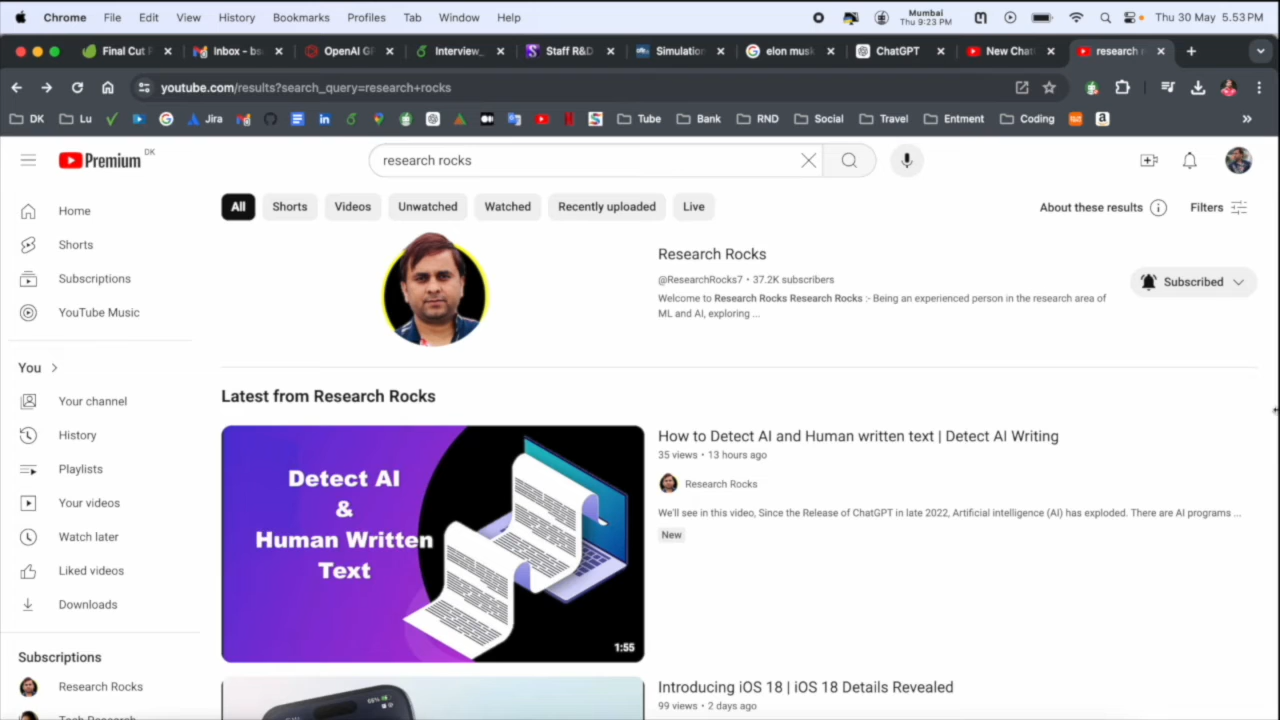 Chrome File Edit View History Bookmarks Profiles Tab Window Help Mumbai Thu 9:23 PM Thu 30 May 5.53 PM
Final Cut Inbox - bs OpenAI Interview_ Staff R&D Simulation elon musk ChatGPT New Chat research
youtube.com/results?search_query=research+rocks
DK Lu Jira Tube Bank RND Social Travel Entment Coding
Premium DK
research rocks
All Shorts Videos Unwatched Watched Recently uploaded Live About these results Filters
Home
Shorts
Subscriptions
YouTube Music
You
Your channel
History
Playlists
Your videos
Watch later
Liked videos
Downloads
Subscriptions
Research Rocks
Research Rocks
@ResearchRocks7 • 37.2K subscribers
Welcome to Research Rocks Research Rocks :- Being an experienced person in the research area of
ML and AI, exploring ...
Subscribed
Latest from Research Rocks
Detect AI
&
Human Written
Text
1:55
How to Detect AI and Human written text | Detect AI Writing
35 views • 13 hours ago
Research Rocks
We'll see in this video, Since the Release of ChatGPT in late 2022, Artificial intelligence (AI) has exploded. There are AI programs ...
New
Introducing iOS 18 | iOS 18 Details Revealed
99 views • 2 days ago